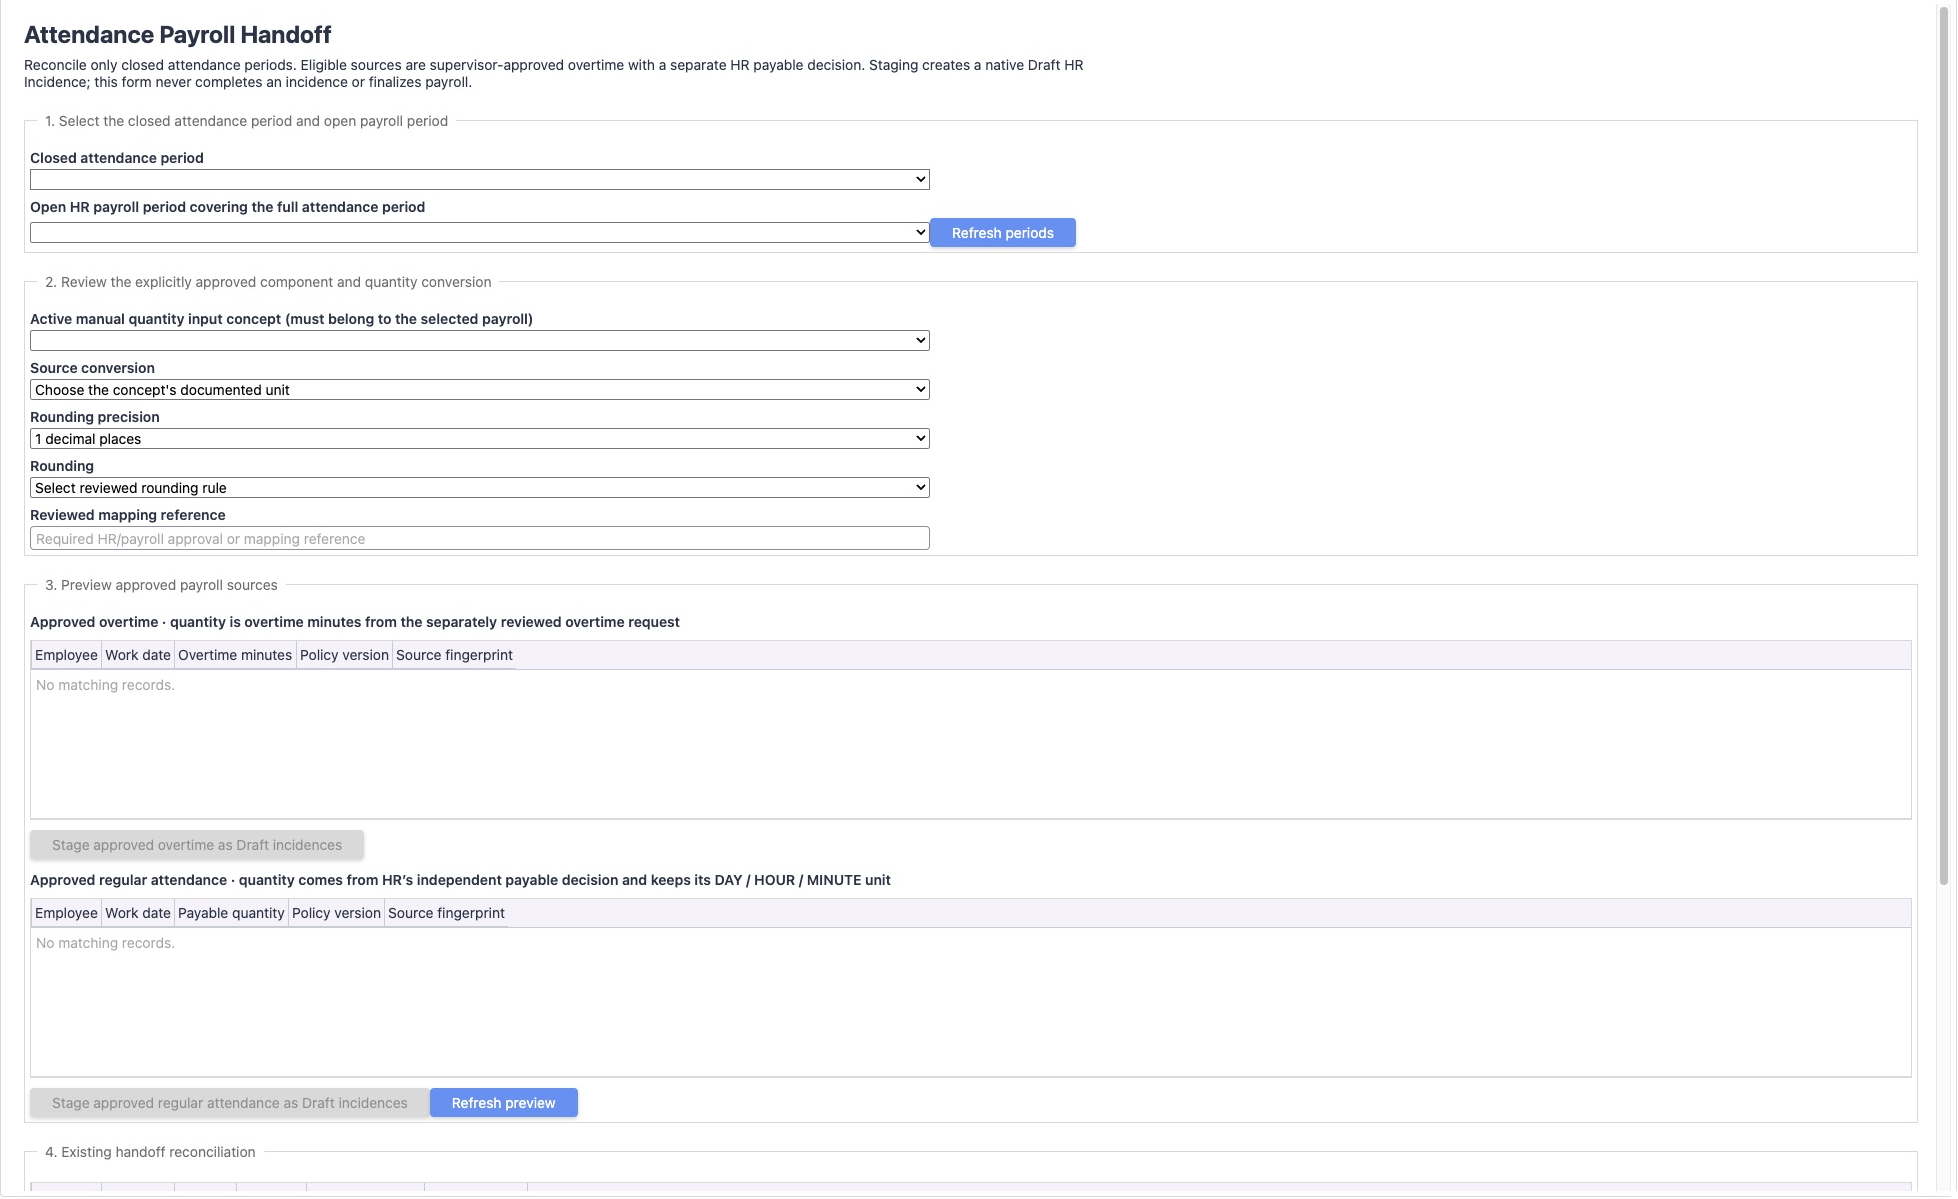 Attendance Payroll Handoff
Reconcile only closed attendance periods. Eligible sources are supervisor-approved overtime with a separate HR payable decision. Staging creates a native Draft HR
Incidence; this form never completes an incidence or finalizes payroll.
1. Select the closed attendance period and open payroll period
Closed attendance period
Open HR payroll period covering the full attendance period
Refresh periods
2. Review the explicitly approved component and quantity conversion
Active manual quantity input concept (must belong to the selected payroll)
Source conversion
Choose the concept's documented unit
Rounding precision
1 decimal places
Rounding
Select reviewed rounding rule
Reviewed mapping reference
Required HR/payroll approval or mapping reference
3. Preview approved payroll sources
Approved overtime · quantity is overtime minutes from the separately reviewed overtime request
Employee Work date Overtime minutes Policy version Source fingerprint
No matching records.
Stage approved overtime as Draft incidences
Approved regular attendance · quantity comes from HR’s independent payable decision and keeps its DAY / HOUR / MINUTE unit
Employee Work date Payable quantity Policy version Source fingerprint
No matching records.
Stage approved regular attendance as Draft incidences Refresh preview
4. Existing handoff reconciliation